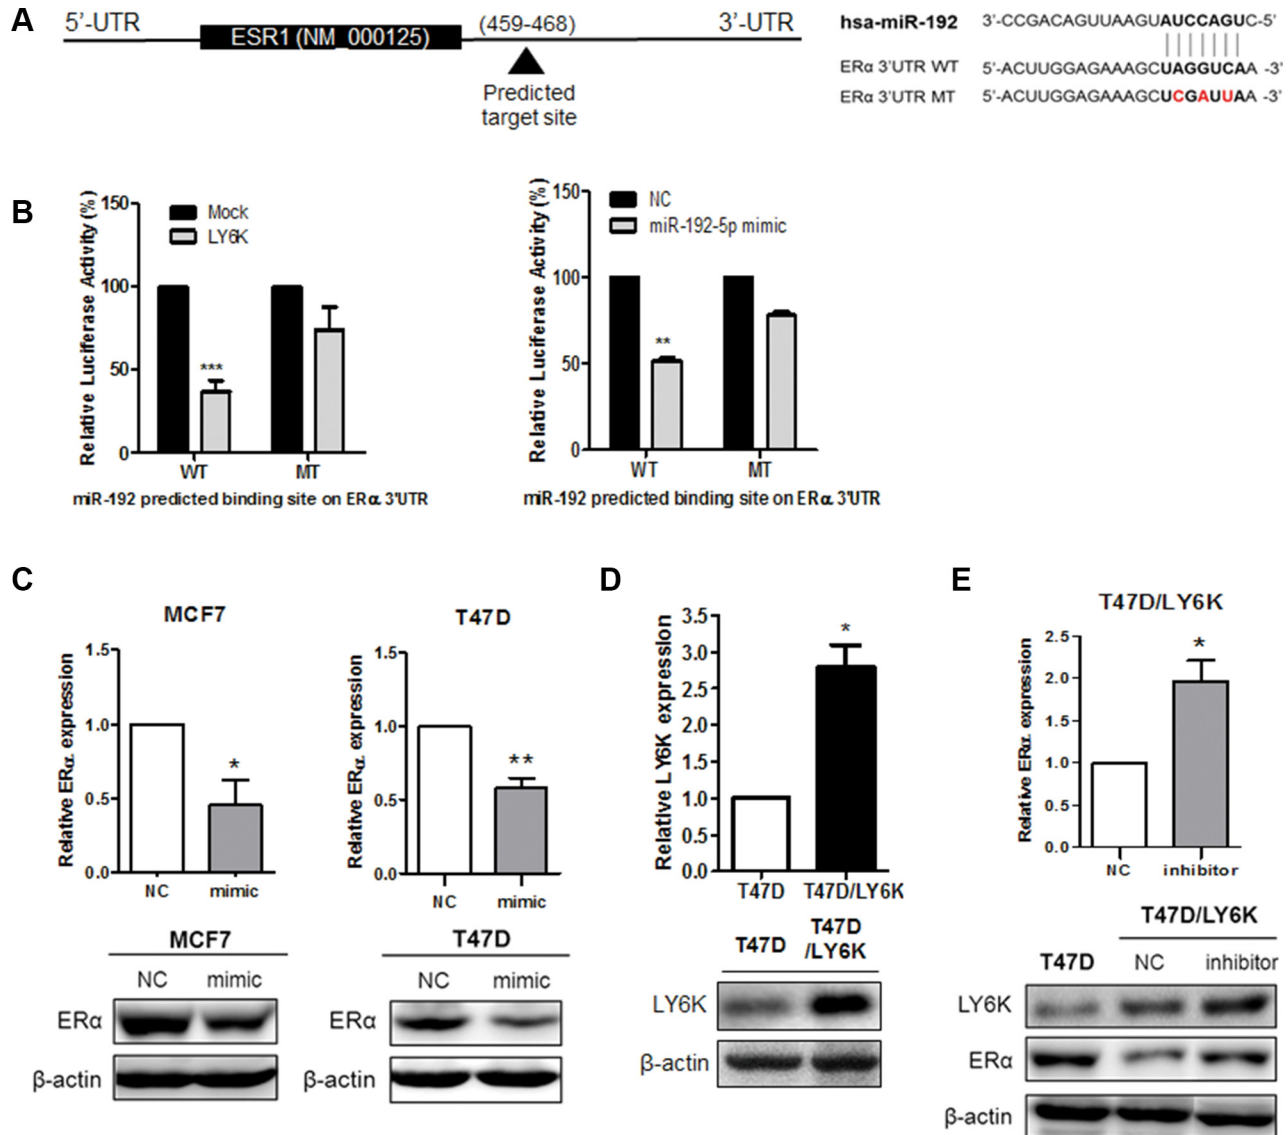 A
5'-UTR
ESR1 (NM_000125)
(459-468)
3'-UTR
Predicted
target site
hsa-miR-192 3'-CCGACAGUUAAGUAUCCAGUC-5'
ERα 3'UTR WT 5'-ACUUGGAGAAAGCUAGGUCAA -3'
ERα 3'UTR MT 5'-ACUUGGAGAAAGCUCGAUUAA -3'
B
Relative Luciferase Activity (%)
150
100
50
0
Mock
LY6K
***
WT
MT
miR-192 predicted binding site on ERα 3'UTR
Relative Luciferase Activity (%)
150
100
50
0
NC
miR-192-5p mimic
**
WT
MT
miR-192 predicted binding site on ERα 3'UTR
C
MCF7
Relative ERα expression
1.5
1.0
0.5
0.0
*
NC
mimic
T47D
Relative ERα expression
1.5
1.0
0.5
0.0
**
NC
mimic
MCF7
NC mimic
ERα
β-actin
T47D
NC mimic
ERα
β-actin
D
Relative LY6K expression
3.5
3.0
2.5
2.0
1.5
1.0
0.5
0.0
*
T47D
T47D/LY6K
T47D
T47D
/LY6K
LY6K
β-actin
E
T47D/LY6K
Relative ERα expression
2.5
2.0
1.5
1.0
0.5
0.0
*
NC
inhibitor
T47D/LY6K
T47D
NC
inhibitor
LY6K
ERα
β-actin